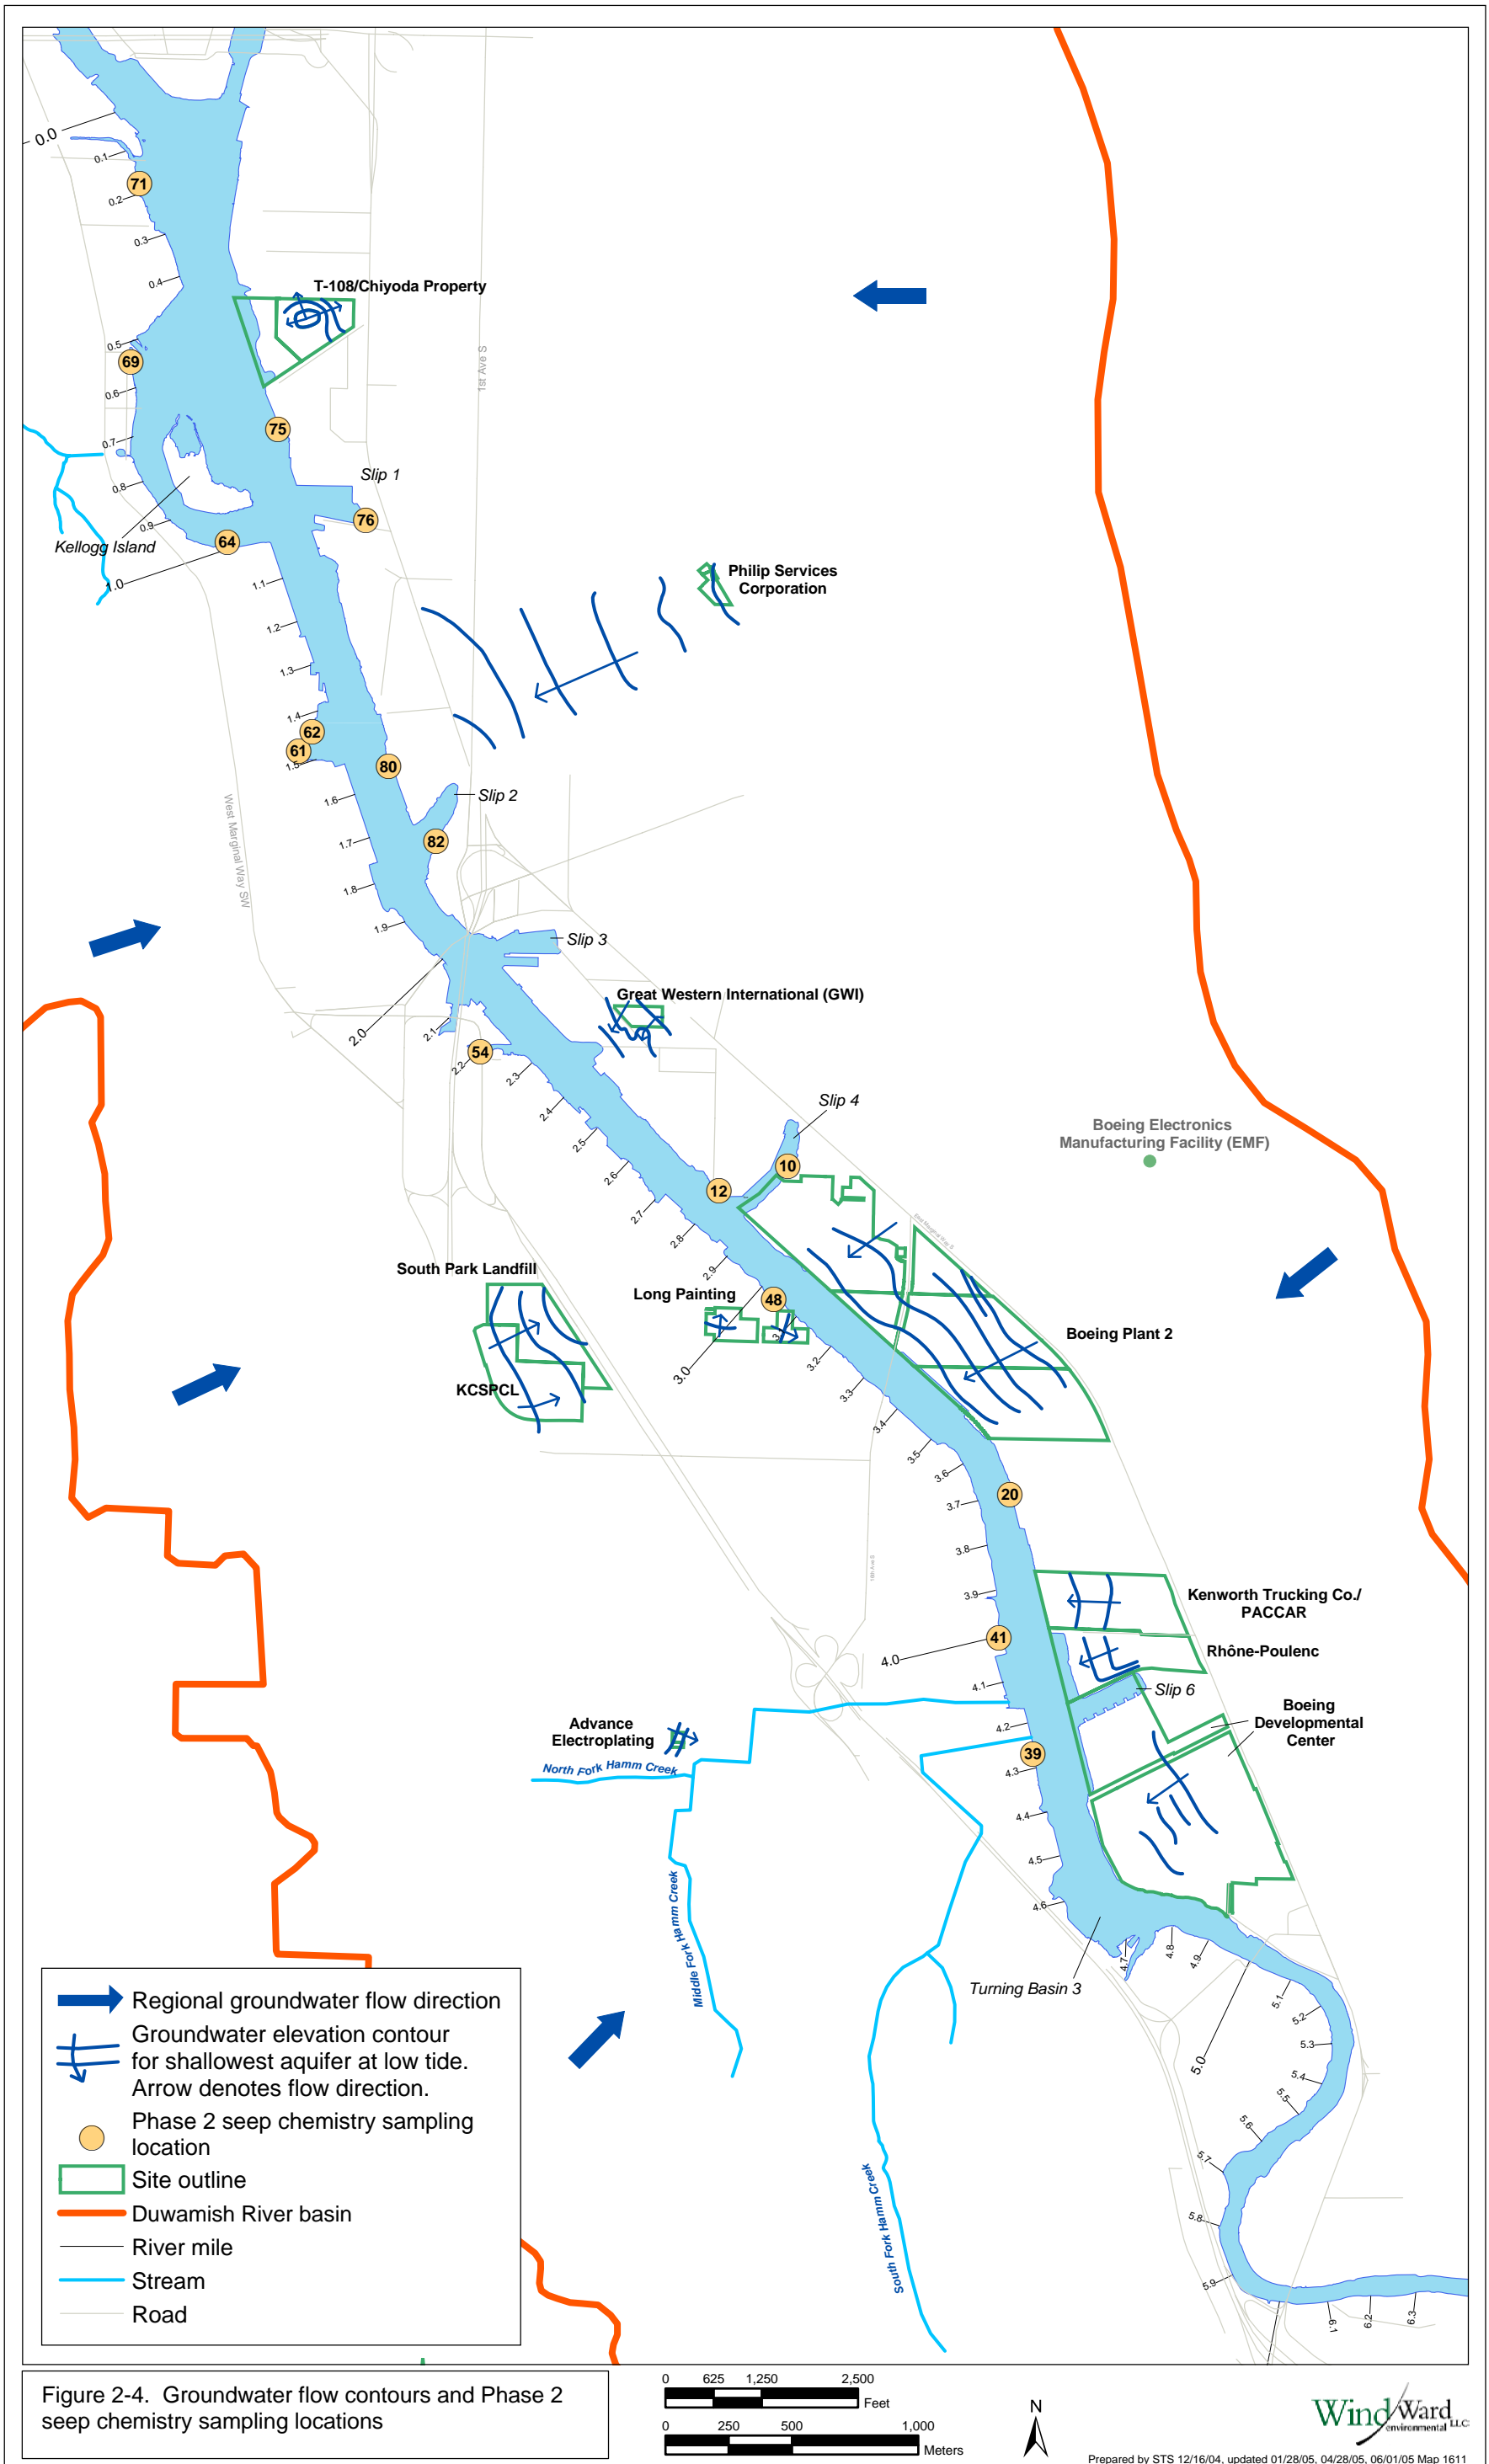 0.0
0.1
71
0.2
0.3
0.4
T-108/Chiyoda Property
0.5
69
0.6
1st Ave S
75
0.7
Slip 1
0.8
76
0.9
64
Kellogg Island
1.0
1.1
Philip Services
Corporation
1.2
1.3
1.4
62
61
1.5
80
1.6
Slip 2
West Marginal Way SW
1.7
82
1.8
1.9
Slip 3
2.0
Great Western International (GWI)
2.1
54
2.2
2.3
2.4
Slip 4
2.5
Boeing Electronics
Manufacturing Facility (EMF)
2.6
10
12
2.7
2.8
2.9
South Park Landfill
Long Painting
48
Boeing Plant 2
KCSPCL
3.0
3.2
3.3
3.4
3.5
3.6
20
3.7
3.8
16th Ave S
3.9
Kenworth Trucking Co./
PACCAR
41
4.0
Rhône-Poulenc
4.1
Slip 6
Boeing
Developmental
Center
4.2
Advance
Electroplating
39
North Fork Hamm Creek
4.3
4.4
4.5
4.6
Middle Fork Hamm Creek
4.7
4.8
4.9
Turning Basin 3
5.0
5.1
5.2
5.3
5.4
5.5
5.6
5.7
South Fork Hamm Creek
5.8
5.9
6.1
6.2
6.3
Regional groundwater flow direction
Groundwater elevation contour
for shallowest aquifer at low tide.
Arrow denotes flow direction.
Phase 2 seep chemistry sampling
location
Site outline
Duwamish River basin
River mile
Stream
Road
Figure 2-4. Groundwater flow contours and Phase 2
seep chemistry sampling locations
0 625 1,250 2,500
Feet
0 250 500 1,000
Meters
N
Wind/Ward
environmental LLC
Prepared by STS 12/16/04, updated 01/28/05, 04/28/05, 06/01/05 Map 1611